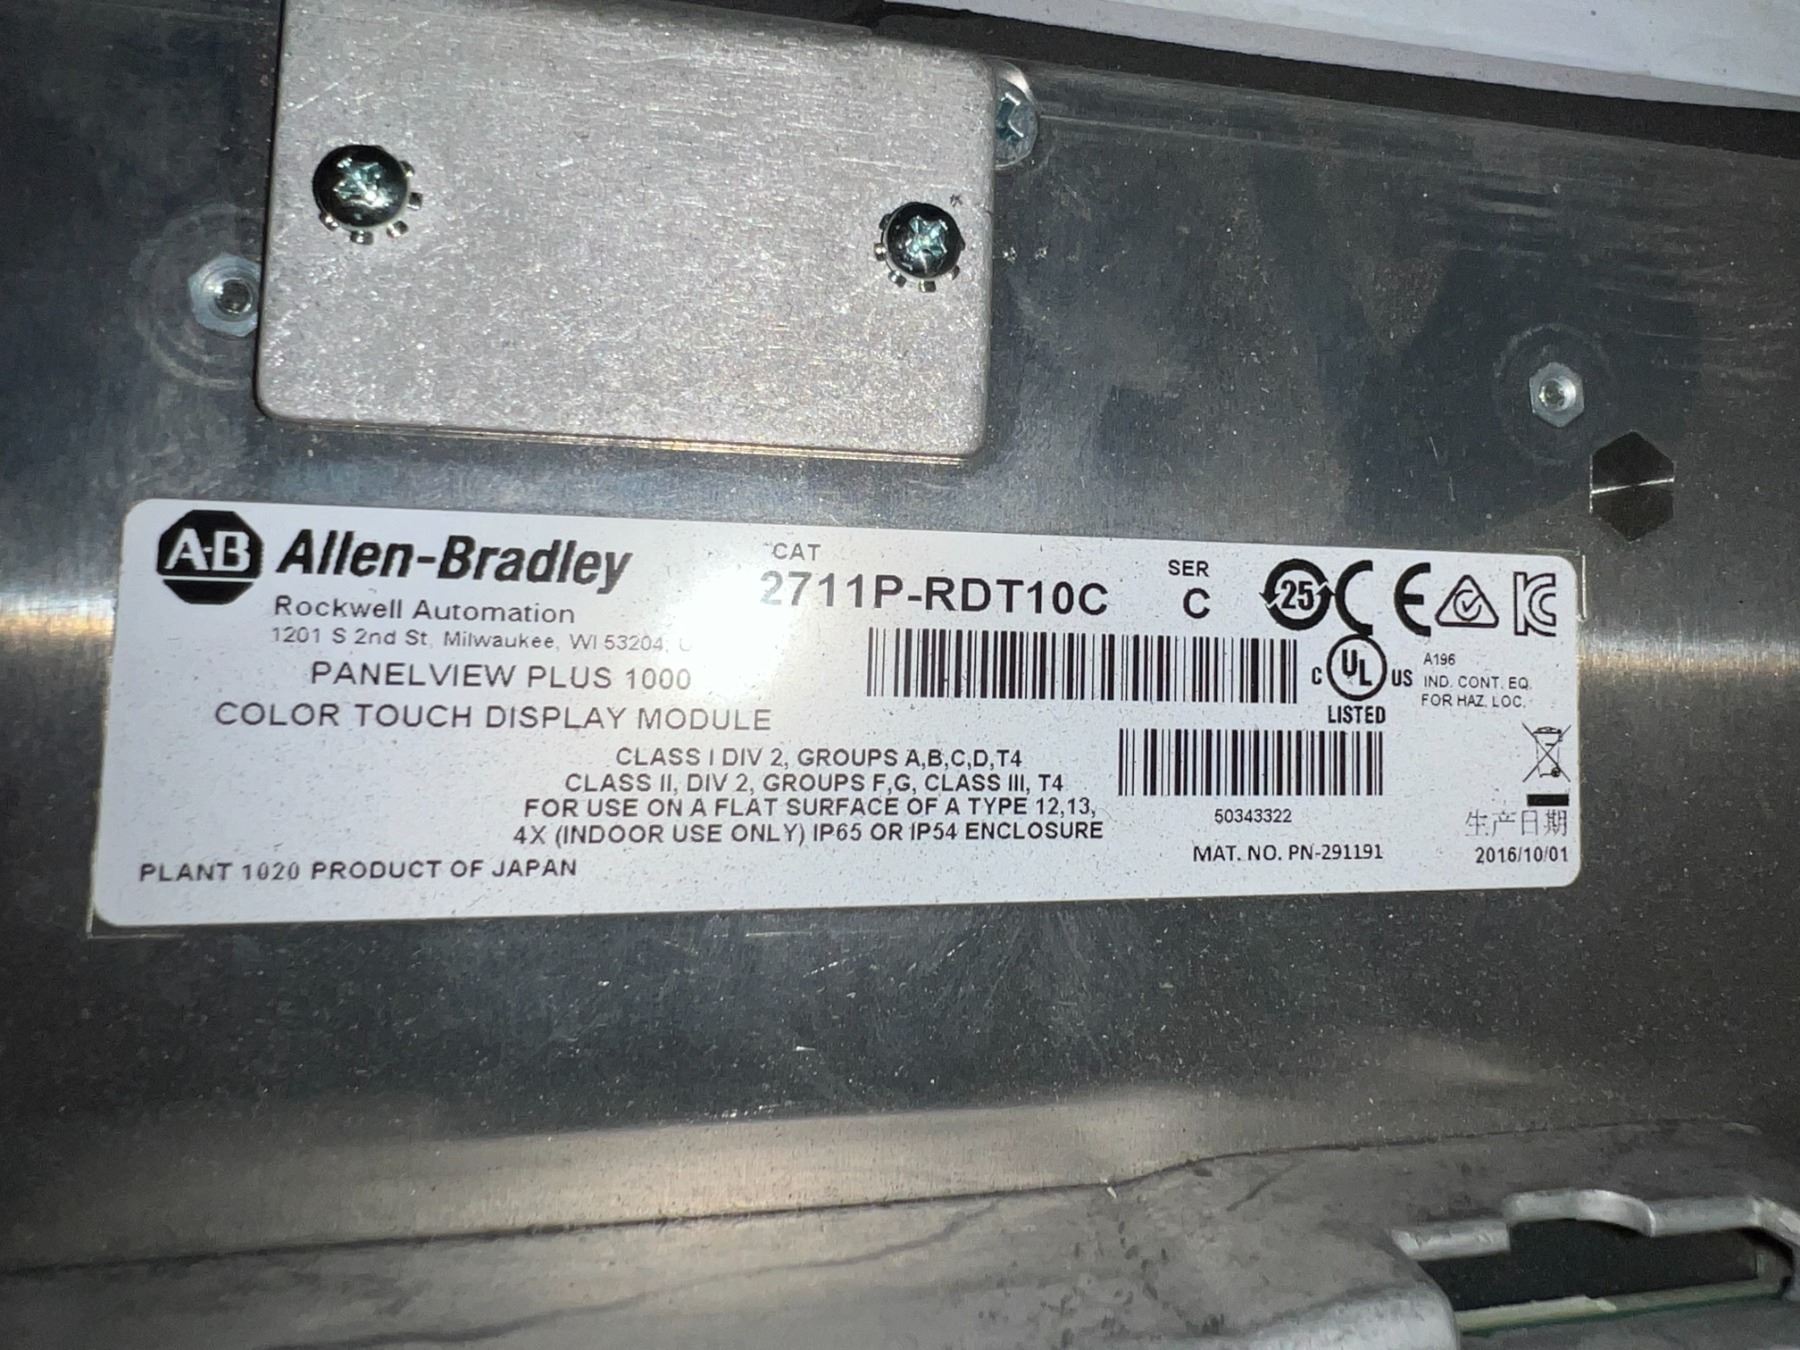 A-B Allen-Bradley
Rockwell Automation
1201 S 2nd St, Milwaukee, WI 53204,
PANELVIEW PLUS 1000
COLOR TOUCH DISPLAY MODULE
CAT
2711P-RDT10C
SER
C
25
CE
KC
C UL US
LISTED
A196
IND. CONT. EQ.
FOR HAZ. LOC.
CLASS I DIV 2, GROUPS A,B,C,D,T4
CLASS II, DIV 2, GROUPS F,G, CLASS III, T4
FOR USE ON A FLAT SURFACE OF A TYPE 12,13,
4X (INDOOR USE ONLY) IP65 OR IP54 ENCLOSURE
50343322
MAT. NO. PN-291191
生产日期
2016/10/01
PLANT 1020 PRODUCT OF JAPAN